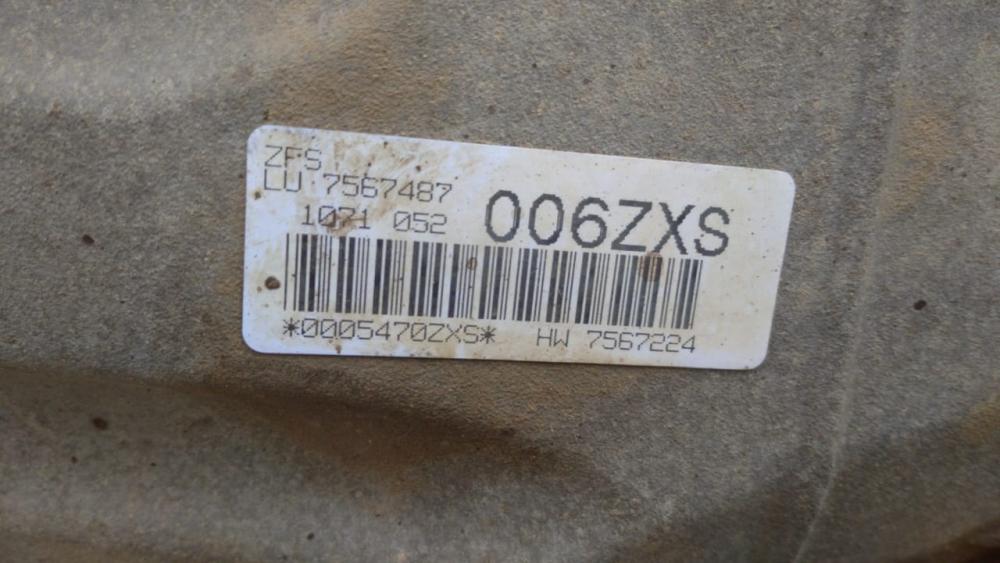 ZFS
LU 7567487
1071 052
006ZXS
*0005470ZXS* HW 7567224